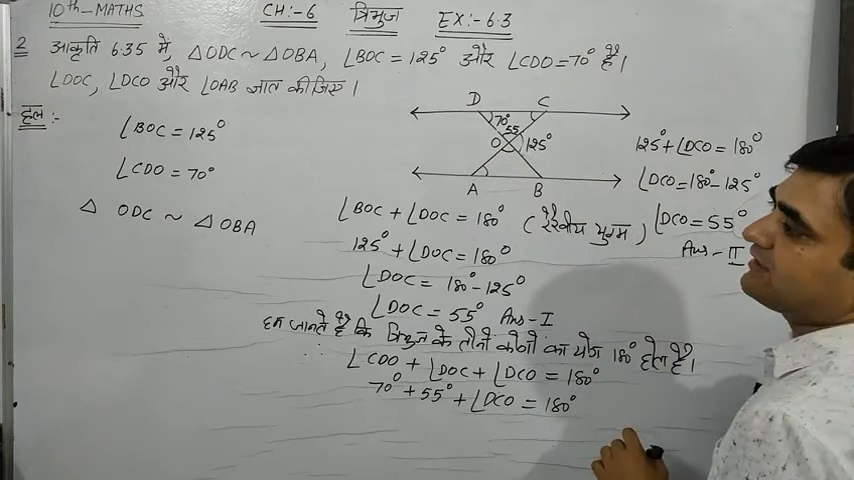 10th-MATHS CH:-6 त्रिभुज EX:-6.3
2 आकृति 6.35 में, △ODC ~ △OBA, ∠BOC = 125° और ∠CDO = 70° है।
∠DOC, ∠DCO और ∠OAB ज्ञात कीजिए।
हल :-
∠BOC = 125°
∠CDO = 70°
△ ODC ~ △OBA
D C
70°
55
O 125°
A B
∠BOC + ∠DOC = 180° (रैखीय युग्म)
125° + ∠DOC = 180°
∠DOC = 180° - 125°
∠DOC = 55° Ans-I
हम जानते है कि त्रिभुज के तीनो कोणों का योग 180° होता है।
∴ ∠CDO + ∠DOC + ∠DCO = 180°
70° + 55° + ∠DCO = 180°
125° + ∠DCO = 180°
∠DCO = 180° - 125°
∠DCO = 55°
Ans-II